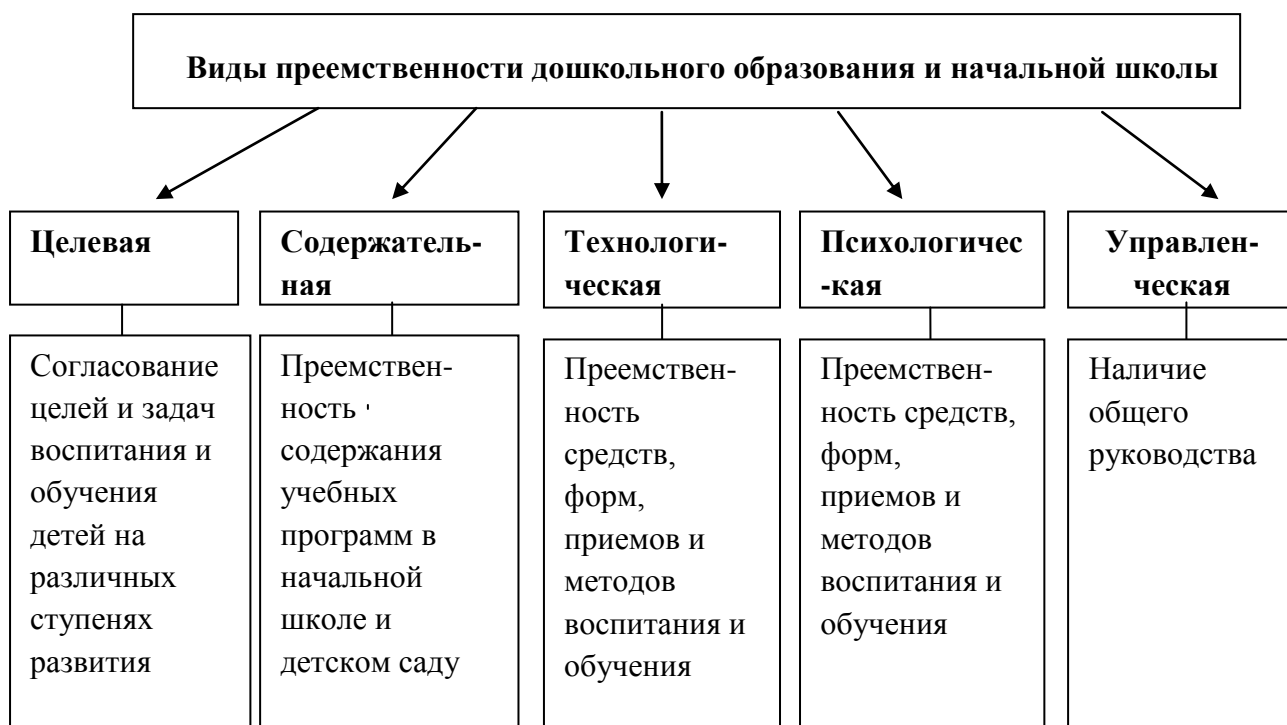 Виды преемственности дошкольного образования и начальной школы
Целевая
Содержатель-
ная
Технологи-
ческая
Психологичес
-кая
Управлен-
ческая
Согласование
целей и задач
воспитания и
обучения
детей на
различных
ступенях
развития
Преемствен-
ность
содержания
учебных
программ в
начальной
школе и
детском саду
Преемствен-
ность
средств,
форм,
приемов и
методов
воспитания и
обучения
Преемствен-
ность средств,
форм,
приемов и
методов
воспитания и
обучения
Наличие
общего
руководства